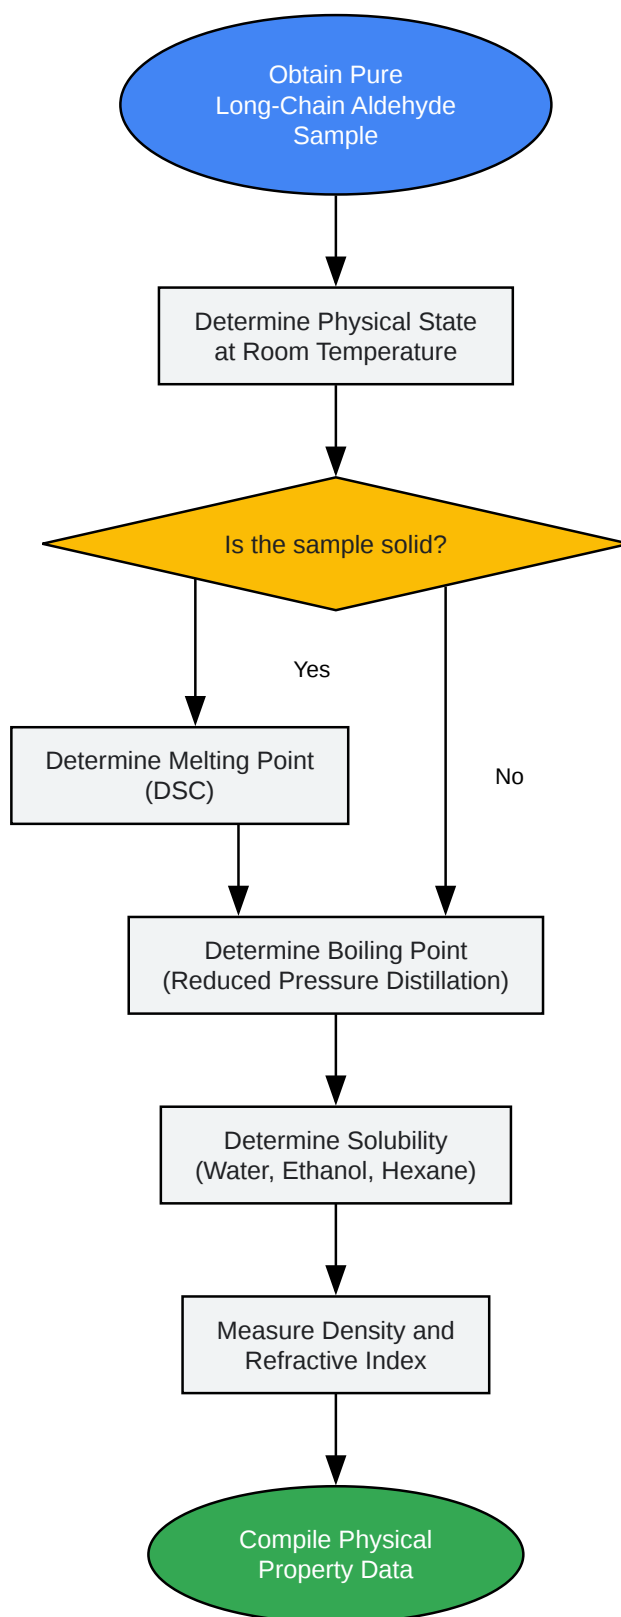 Obtain Pure
Long-Chain Aldehyde
Sample
Determine Physical State
at Room Temperature
Is the sample solid?
Yes
Determine Melting Point
(DSC)
No
Determine Boiling Point
(Reduced Pressure Distillation)
Determine Solubility
(Water, Ethanol, Hexane)
Measure Density and
Refractive Index
Compile Physical
Property Data